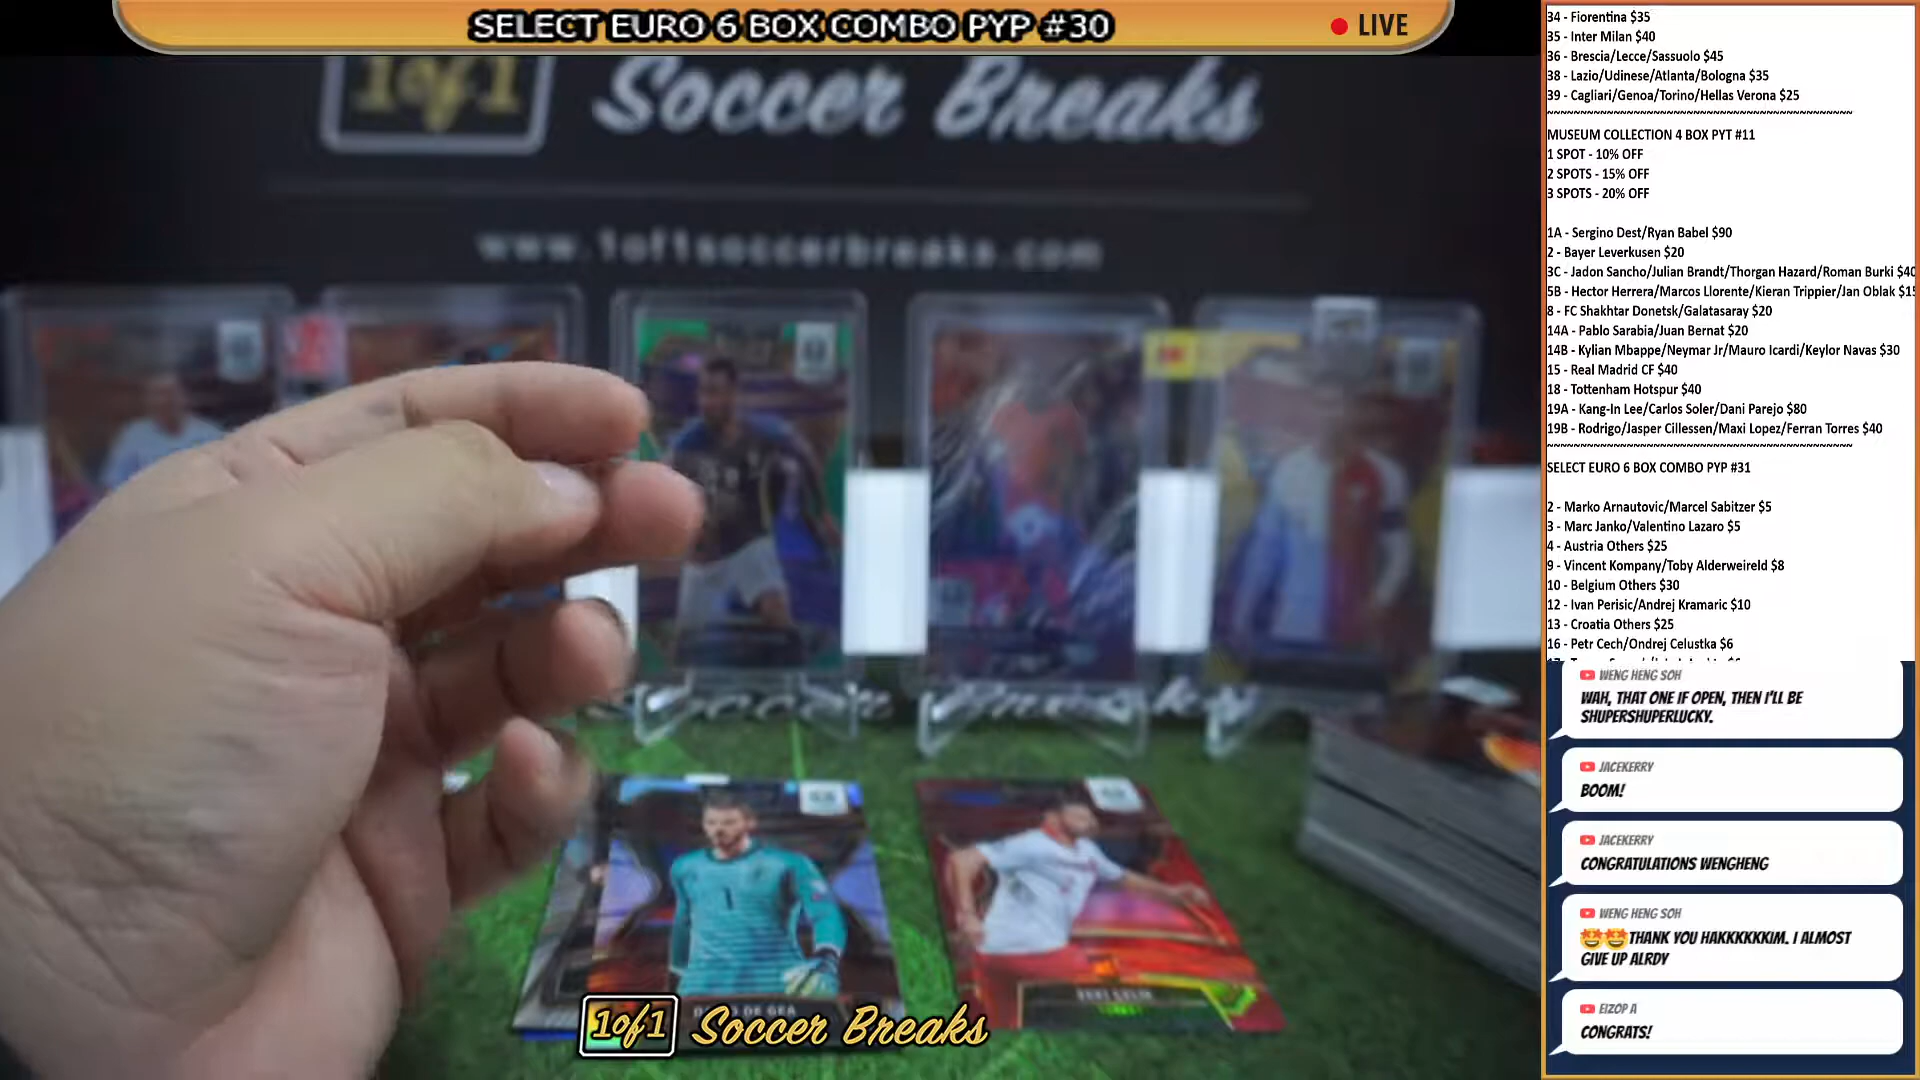 SELECT EURO 6 BOX COMBO PYP #30
LIVE
1of1 Soccer Breaks
www.1of1soccerbreaks.com
Soccer Breaks
DE GEA
1of1 Soccer Breaks
34 - Fiorentina $35
35 - Inter Milan $40
36 - Brescia/Lecce/Sassuolo $45
38 - Lazio/Udinese/Atlanta/Bologna $35
39 - Cagliari/Genoa/Torino/Hellas Verona $25
~~~~~~~~~~~~~~~~~~~~~~~~~~~~~~~~~~~~~~~~~~~~
MUSEUM COLLECTION 4 BOX PYT #11
1 SPOT - 10% OFF
2 SPOTS - 15% OFF
3 SPOTS - 20% OFF
1A - Sergino Dest/Ryan Babel $90
2 - Bayer Leverkusen $20
3C - Jadon Sancho/Julian Brandt/Thorgan Hazard/Roman Burki $40
5B - Hector Herrera/Marcos Llorente/Kieran Trippier/Jan Oblak $15
8 - FC Shakhtar Donetsk/Galatasaray $20
14A - Pablo Sarabia/Juan Bernat $20
14B - Kylian Mbappe/Neymar Jr/Mauro Icardi/Keylor Navas $30
15 - Real Madrid CF $40
18 - Tottenham Hotspur $40
19A - Kang-In Lee/Carlos Soler/Dani Parejo $80
19B - Rodrigo/Jasper Cillessen/Maxi Lopez/Ferran Torres $40
~~~~~~~~~~~~~~~~~~~~~~~~~~~~~~~~~~~~~~~~~~~~
SELECT EURO 6 BOX COMBO PYP #31
2 - Marko Arnautovic/Marcel Sabitzer $5
3 - Marc Janko/Valentino Lazaro $5
4 - Austria Others $25
9 - Vincent Kompany/Toby Alderweireld $8
10 - Belgium Others $30
12 - Ivan Perisic/Andrej Kramaric $10
13 - Croatia Others $25
16 - Petr Cech/Ondrej Celustka $6
WENG HENG SOH
WAH, THAT ONE IF OPEN, THEN I'LL BE
SHUPERSHUPERLUCKY.
JACEKERRY
BOOM!
JACEKERRY
CONGRATULATIONS WENGHENG
WENG HENG SOH
🤩🤩THANK YOU HAKKKKKKIM. I ALMOST
GIVE UP ALRDY
EIZOP A
CONGRATS!